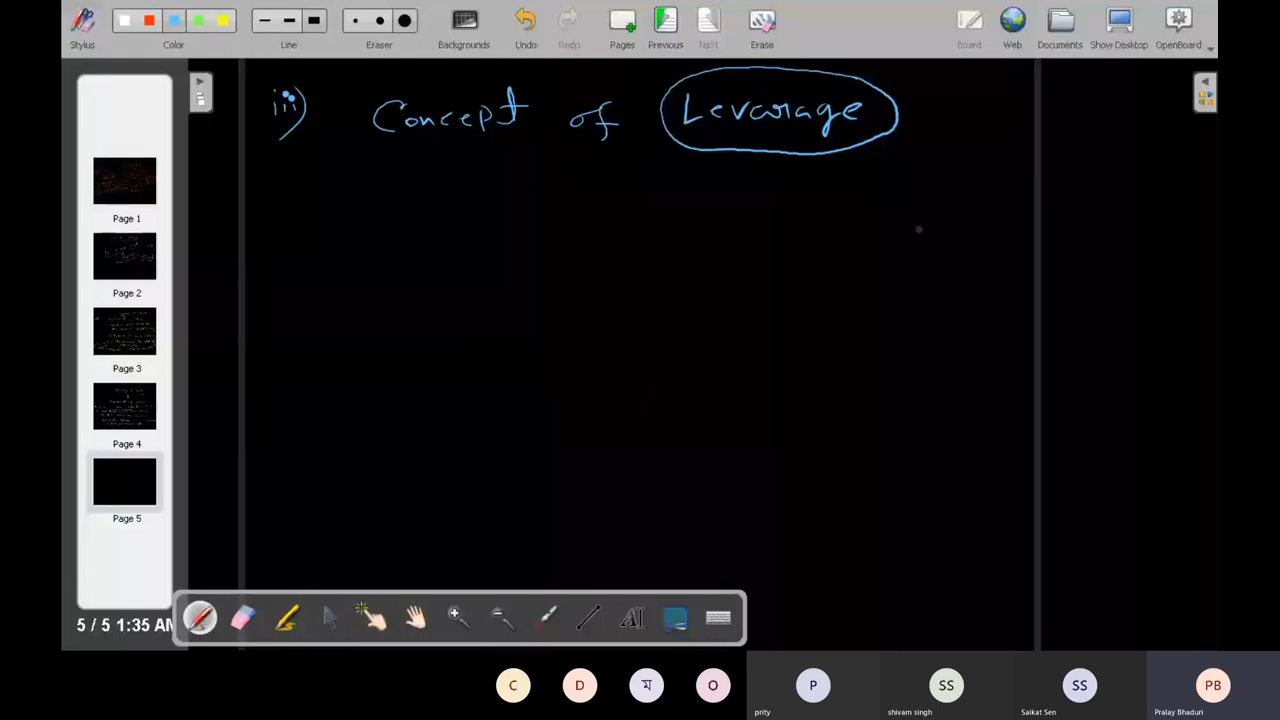 Stylus
Color
Line
Eraser
Backgrounds
Undo
Redo
Pages
Previous
Next
Erase
Board
Web
Documents
Show Desktop
OpenBoard
iii) Concept of Levarage
Page 1
Page 2
Page 3
Page 4
Page 5
5 / 5 1:35 AM
AI
C
D
ম
O
P
SS
SS
PB
prity
shivam singh
Saikat Sen
Pralay Bhaduri